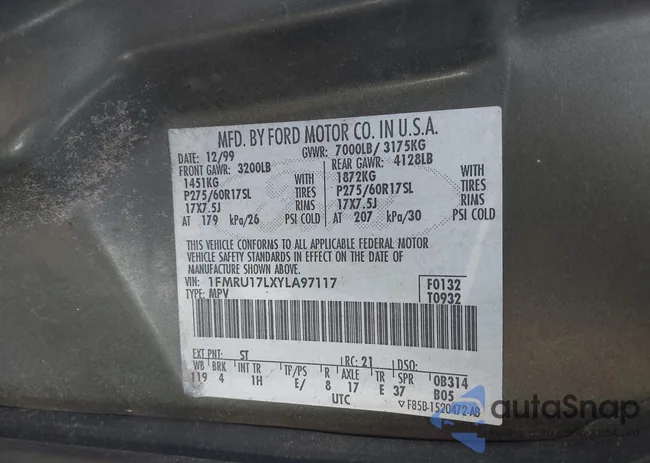 MFD. BY FORD MOTOR CO. IN U.S.A.
DATE: 12/99 GVWR: 7000LB/ 3175KG
FRONT GAWR: 3200LB REAR GAWR: 4128LB
1451KG WITH 1872KG WITH
P275/60R17SL TIRES P275/60R17SL TIRES
17X7.5J RIMS 17X7.5J RIMS
AT 179 kPa/26 PSI COLD AT 207 kPa/30 PSI COLD
THIS VEHICLE CONFORMS TO ALL APPLICABLE FEDERAL MOTOR
VEHICLE SAFETY STANDARDS IN EFFECT ON THE DATE OF
MANUFACTURE SHOWN ABOVE.
VIN: 1FMRU17LXYLA97117 F0132
TYPE: MPV T0932
EXT PNT: ST RC: 21 DSO:
WB BRK INT TR TP/PS R AXLE TR SPR 0B314
119 4 1H E/ 8 17 E 37 B05
UTC ▽ F85B-1520472-AB
autoSnap